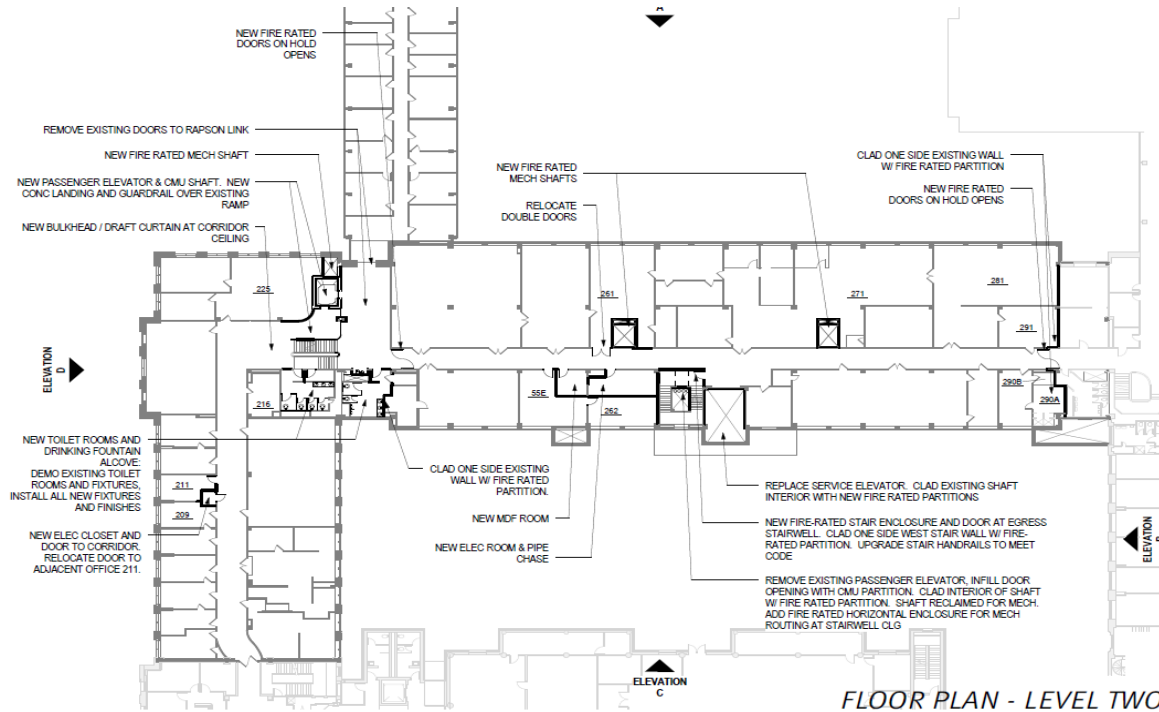 A
NEW FIRE RATED
DOORS ON HOLD
OPENS
REMOVE EXISTING DOORS TO RAPSON LINK
NEW FIRE RATED MECH SHAFT
NEW PASSENGER ELEVATOR & CMU SHAFT. NEW
CONC LANDING AND GUARDRAIL OVER EXISTING
RAMP
NEW BULKHEAD / DRAFT CURTAIN AT CORRIDOR
CEILING
NEW FIRE RATED
MECH SHAFTS
RELOCATE
DOUBLE DOORS
CLAD ONE SIDE EXISTING WALL
W/ FIRE RATED PARTITION
NEW FIRE RATED
DOORS ON HOLD OPENS
225
261
271
281
291
ELEVATION
D
216
55E
262
290B
290A
NEW TOILET ROOMS AND
DRINKING FOUNTAIN
ALCOVE:
DEMO EXISTING TOILET
ROOMS AND FIXTURES,
INSTALL ALL NEW FIXTURES
AND FINISHES
211
209
NEW ELEC CLOSET AND
DOOR TO CORRIDOR.
RELOCATE DOOR TO
ADJACENT OFFICE 211.
CLAD ONE SIDE EXISTING
WALL W/ FIRE RATED
PARTITION.
NEW MDF ROOM
NEW ELEC ROOM & PIPE
CHASE
REPLACE SERVICE ELEVATOR. CLAD EXISTING SHAFT
INTERIOR WITH NEW FIRE RATED PARTITIONS
NEW FIRE-RATED STAIR ENCLOSURE AND DOOR AT EGRESS
STAIRWELL. CLAD ONE SIDE WEST STAIR WALL W/ FIRE-
RATED PARTITION. UPGRADE STAIR HANDRAILS TO MEET
CODE
REMOVE EXISTING PASSENGER ELEVATOR, INFILL DOOR
OPENING WITH CMU PARTITION. CLAD INTERIOR OF SHAFT
W/ FIRE RATED PARTITION. SHAFT RECLAIMED FOR MECH.
ADD FIRE RATED HORIZONTAL ENCLOSURE FOR MECH
ROUTING AT STAIRWELL CLG
ELEVATION
ELEVATION
C
FLOOR PLAN - LEVEL TWO